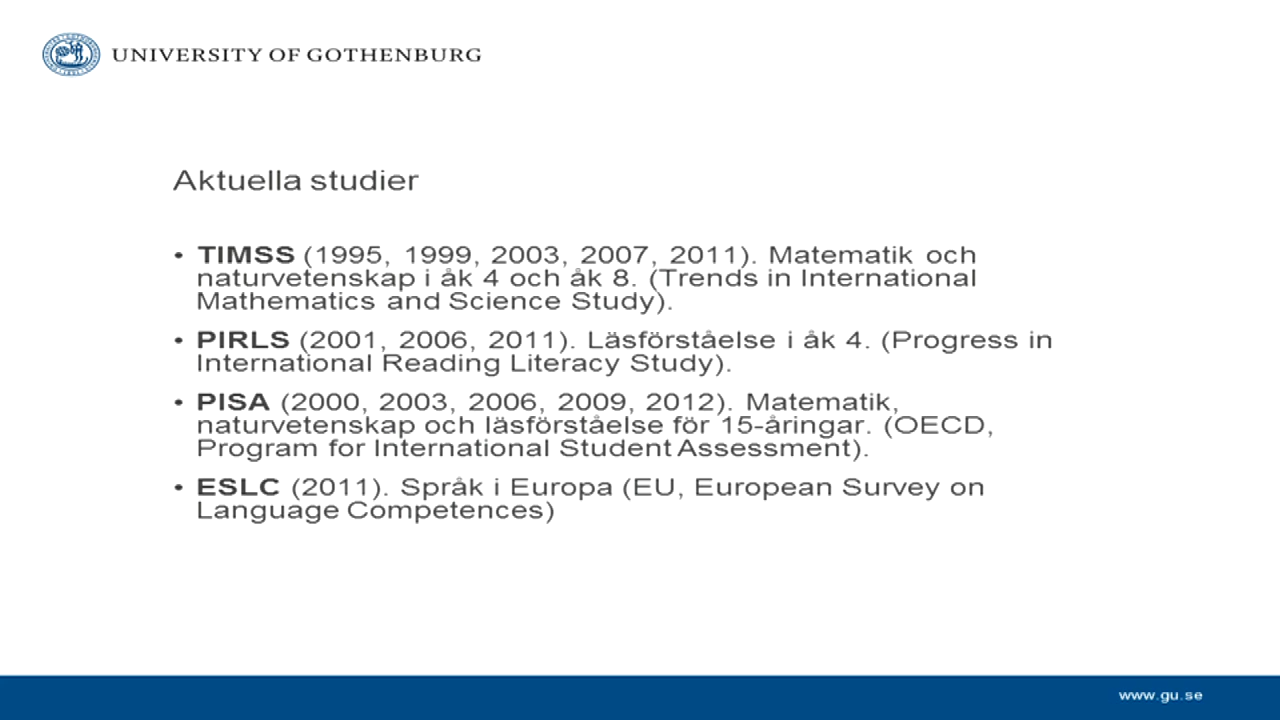 UNIVERSITY OF GOTHENBURG
Aktuella studier
• TIMSS (1995, 1999, 2003, 2007, 2011). Matematik och
naturvetenskap i åk 4 och åk 8. (Trends in International
Mathematics and Science Study).
• PIRLS (2001, 2006, 2011). Läsförståelse i åk 4. (Progress in
International Reading Literacy Study).
• PISA (2000, 2003, 2006, 2009, 2012). Matematik,
naturvetenskap och läsförståelse för 15-åringar. (OECD,
Program for International Student Assessment).
• ESLC (2011). Språk i Europa (EU, European Survey on
Language Competences)
www.gu.se